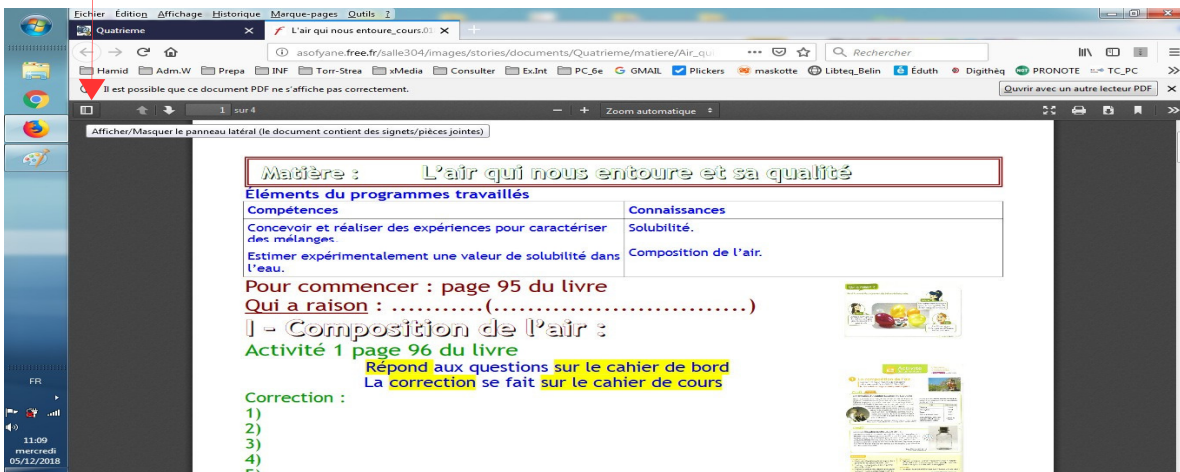 Fichier Édition Affichage Historique Marque-pages Outils ?
Quatrieme
L'air qui nous entoure_cours.01
asofyane.free.fr/salle304/images/stories/documents/Quatrieme/matiere/Air_qu
Rechercher
Hamid Adm.W Prepa INF Torr-Strea xMedia Consulter Ex.Int PC_6e GMAIL Plickers maskotte Libteq_Belin Éduth Digithèq PRONOTE TC_PC
Il est possible que ce document PDF ne s'affiche pas correctement.
Ouvrir avec un autre lecteur PDF
1 sur 4
Zoom automatique
Afficher/Masquer le panneau latéral (le document contient des signets/pièces jointes)
Matière : L'air qui nous entoure et sa qualité
Éléments du programmes travaillés
Compétences
Connaissances
Concevoir et réaliser des expériences pour caractériser
des mélanges.
Solubilité.
Estimer expérimentalement une valeur de solubilité dans
l'eau.
Composition de l'air.
Pour commencer : page 95 du livre
Qui a raison : ...........(.............................)
I - Composition de l'air :
Activité 1 page 96 du livre
Répond aux questions sur le cahier de bord
La correction se fait sur le cahier de cours
Correction :
1)
2)
3)
4)
FR
11:09
mercredi
05/12/2018